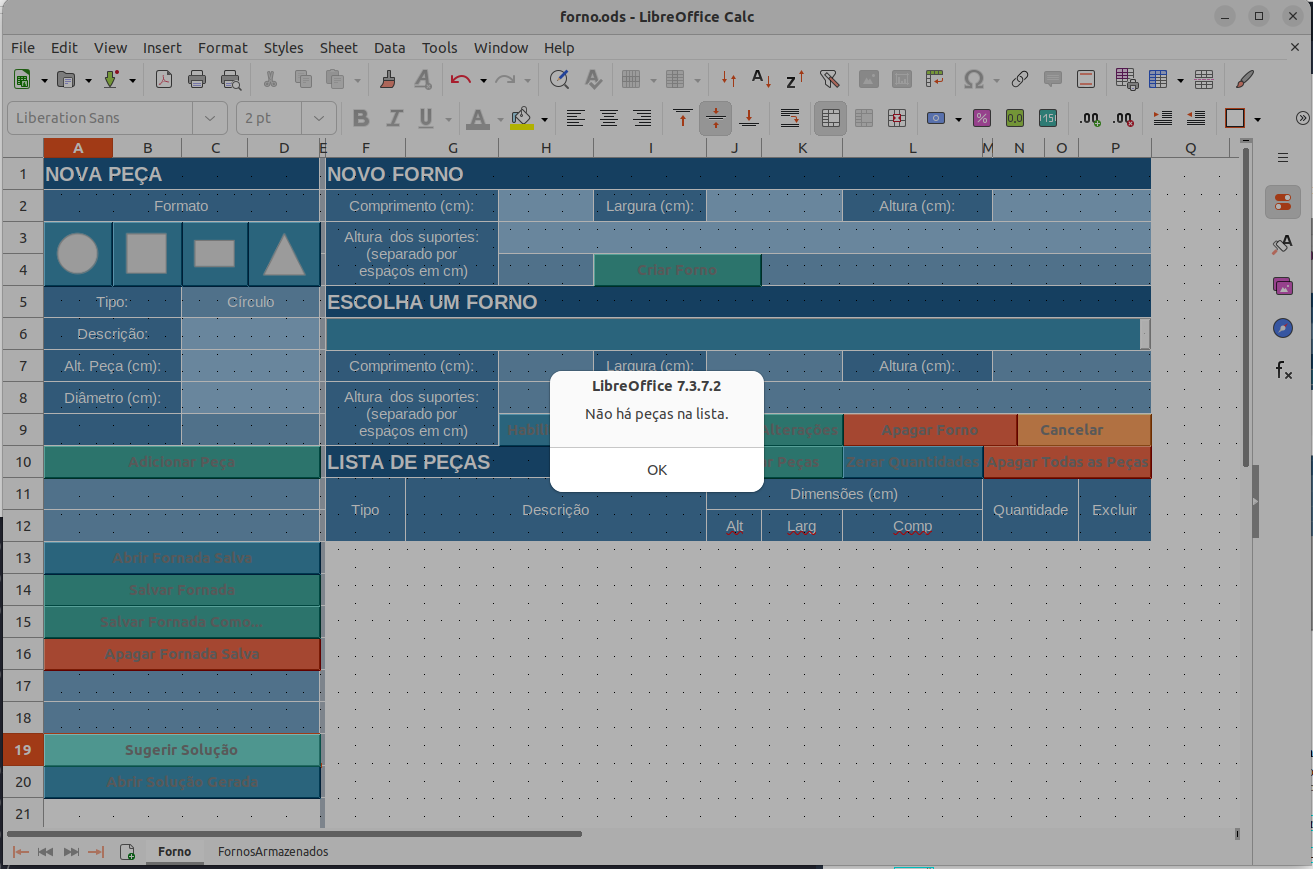 forno.ods - LibreOffice Calc
File Edit View Insert Format Styles Sheet Data Tools Window Help
Liberation Sans 2 pt
A B C D E F G H I J K L M N O P Q
1 NOVA PEÇA NOVO FORNO
2 Formato Comprimento (cm): Largura (cm): Altura (cm):
3 Altura dos suportes:
(separado por
4 espaços em cm) Criar Forno
5 Tipo: Círculo ESCOLHA UM FORNO
6 Descrição:
7 Alt. Peça (cm): Comprimento (cm): Largura (cm): Altura (cm):
8 Diâmetro (cm): Altura dos suportes:
(separado por
9 espaços em cm) Alterações Apagar Forno Cancelar
LibreOffice 7.3.7.2
Não há peças na lista.
OK
10 Adicionar Peça LISTA DE PEÇAS Peças Zerar Quantidades Apagar Todas as Peças
11 Tipo Descrição Dimensões (cm) Quantidade Excluir
12 Alt Larg Comp
13 Abrir Fornada Salva
14 Salvar Fornada
15 Salvar Fornada Como...
16 Apagar Fornada Salva
17
18
19 Sugerir Solução
20 Abrir Solução Gerada
21
Forno FornosArmazenados